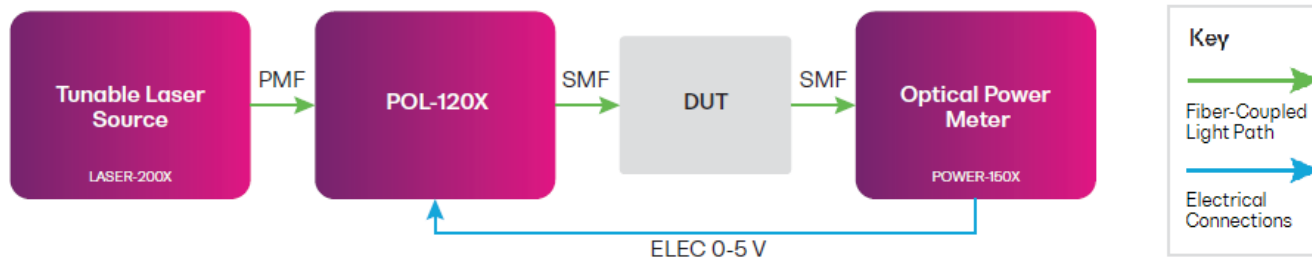 Tunable Laser
Source
LASER-200X
PMF
POL-120X
SMF
DUT
SMF
Optical Power
Meter
POWER-150X
ELEC 0-5 V
Key
Fiber-Coupled
Light Path
Electrical
Connections